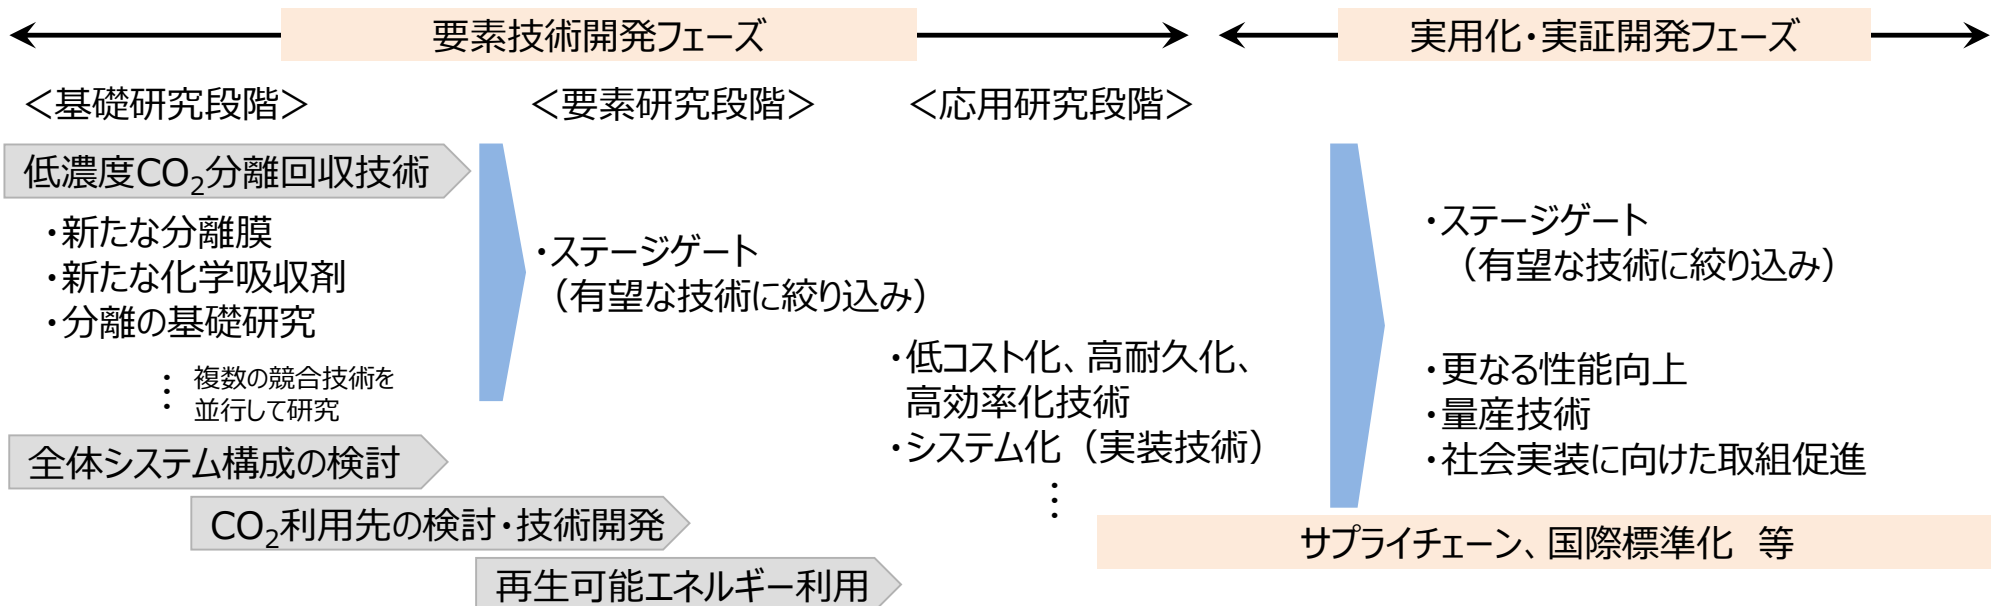 要素技術開発フェーズ
実用化・実証開発フェーズ
＜基礎研究段階＞
＜要素研究段階＞
＜応用研究段階＞
低濃度CO₂分離回収技術
・新たな分離膜
・新たな化学吸収剤
・分離の基礎研究
⋮ 複数の競合技術を
並行して研究
・ステージゲート
（有望な技術に絞り込み）
・低コスト化、高耐久化、
高効率化技術
・システム化（実装技術）
⋮
・ステージゲート
（有望な技術に絞り込み）
・更なる性能向上
・量産技術
・社会実装に向けた取組促進
全体システム構成の検討
CO₂利用先の検討・技術開発
再生可能エネルギー利用
サプライチェーン、国際標準化　等